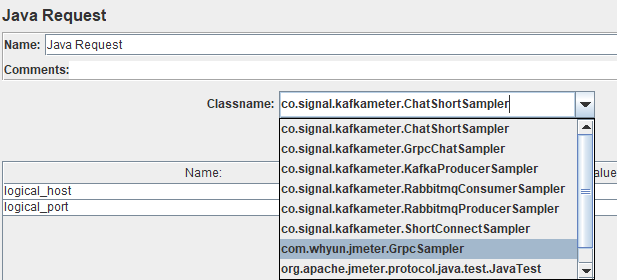 Java Request
Name: Java Request
Comments:
Classname: co.signal.kafkameter.ChatShortSampler
co.signal.kafkameter.ChatShortSampler
co.signal.kafkameter.GrpcChatSampler
co.signal.kafkameter.KafkaProducerSampler
co.signal.kafkameter.RabbitmqConsumerSampler
co.signal.kafkameter.RabbitmqProducerSampler
co.signal.kafkameter.ShortConnectSampler
com.whyun.jmeter.GrpcSampler
org.apache.jmeter.protocol.java.test.JavaTest
Name: alue
logical_host
logical_port